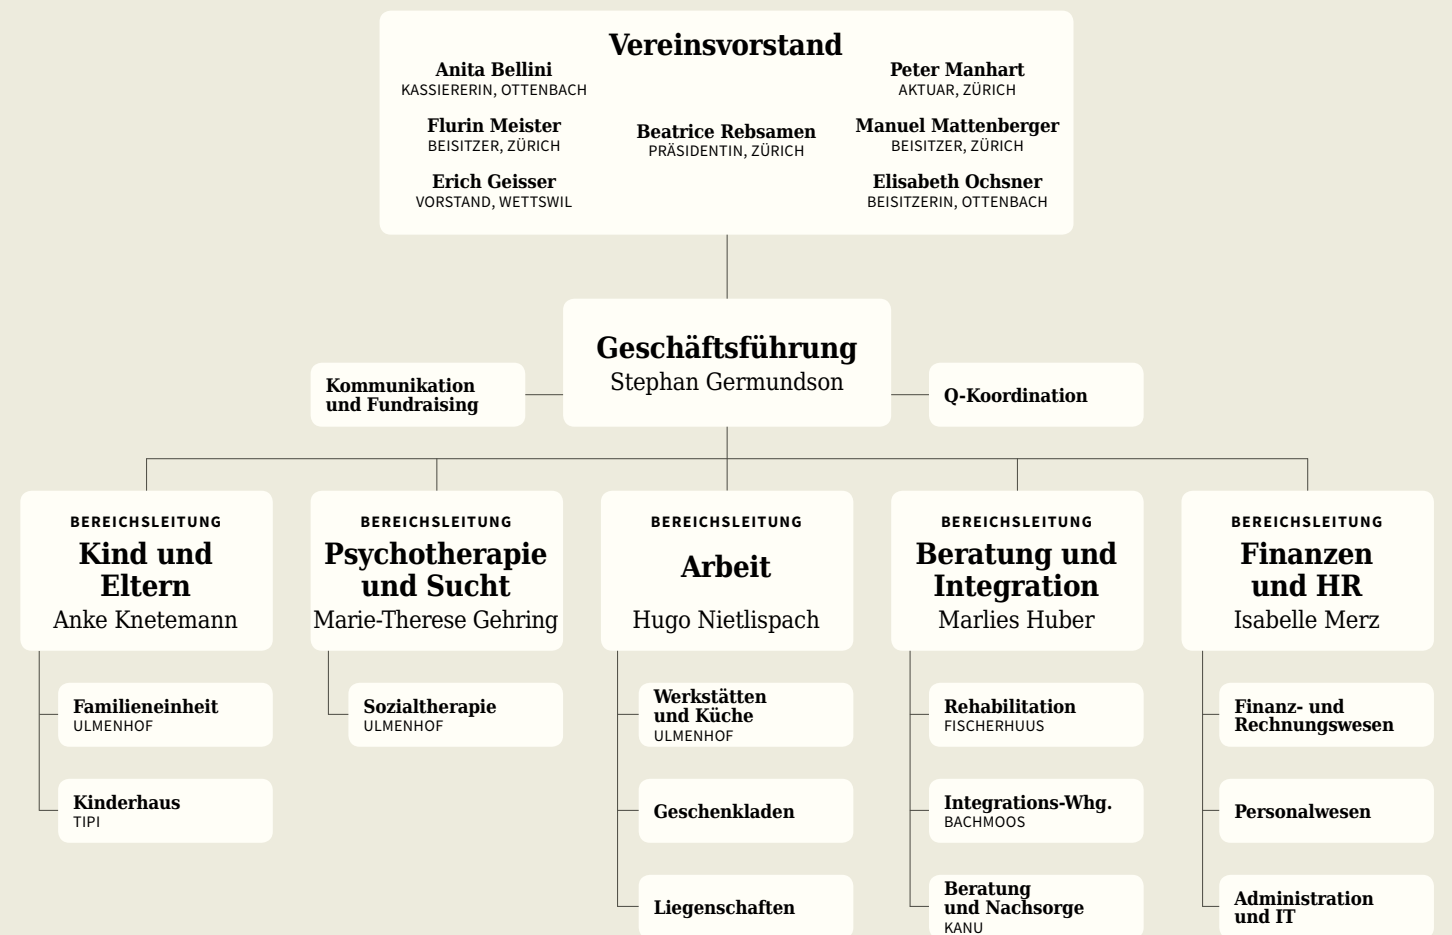 Vereinsvorstand
Anita Bellini
KASSIERERIN, OTTENBACH
Flurin Meister
BEISITZER, ZÜRICH
Erich Geisser
VORSTAND, WETTSWIL
Beatrice Rebsamen
PRÄSIDENTIN, ZÜRICH
Peter Manhart
AKTUAR, ZÜRICH
Manuel Mattenberger
BEISITZER, ZÜRICH
Elisabeth Ochsner
BEISITZERIN, OTTENBACH
Geschäftsführung
Stephan Germundson
Kommunikation
und Fundraising
Q-Koordination
BEREICHSLEITUNG
Kind und
Eltern
Anke Knetemann
Familieneinheit
ULMENHOF
Kinderhaus
TIPI
BEREICHSLEITUNG
Psychotherapie
und Sucht
Marie-Therese Gehring
Sozialtherapie
ULMENHOF
BEREICHSLEITUNG
Arbeit
Hugo Nietlispach
Werkstätten
und Küche
ULMENHOF
Geschenkladen
Liegenschaften
BEREICHSLEITUNG
Beratung und
Integration
Marlies Huber
Rehabilitation
FISCHERHUUS
Integrations-Whg.
BACHMOOS
Beratung
und Nachsorge
KANU
BEREICHSLEITUNG
Finanzen
und HR
Isabelle Merz
Finanz- und
Rechnungswesen
Personalwesen
Administration
und IT